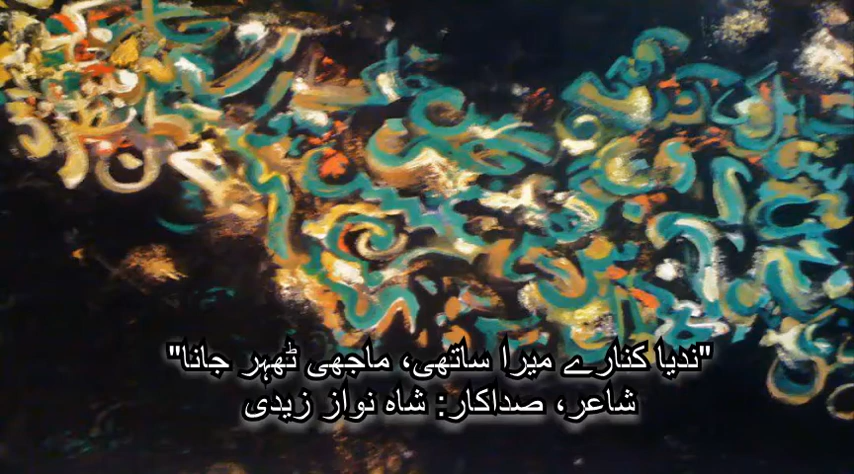 "ندیا کنارے میرا ساتھی، ماجھی ٹھہر جانا"
شاعر، صداکار: شاہ نواز زیدی